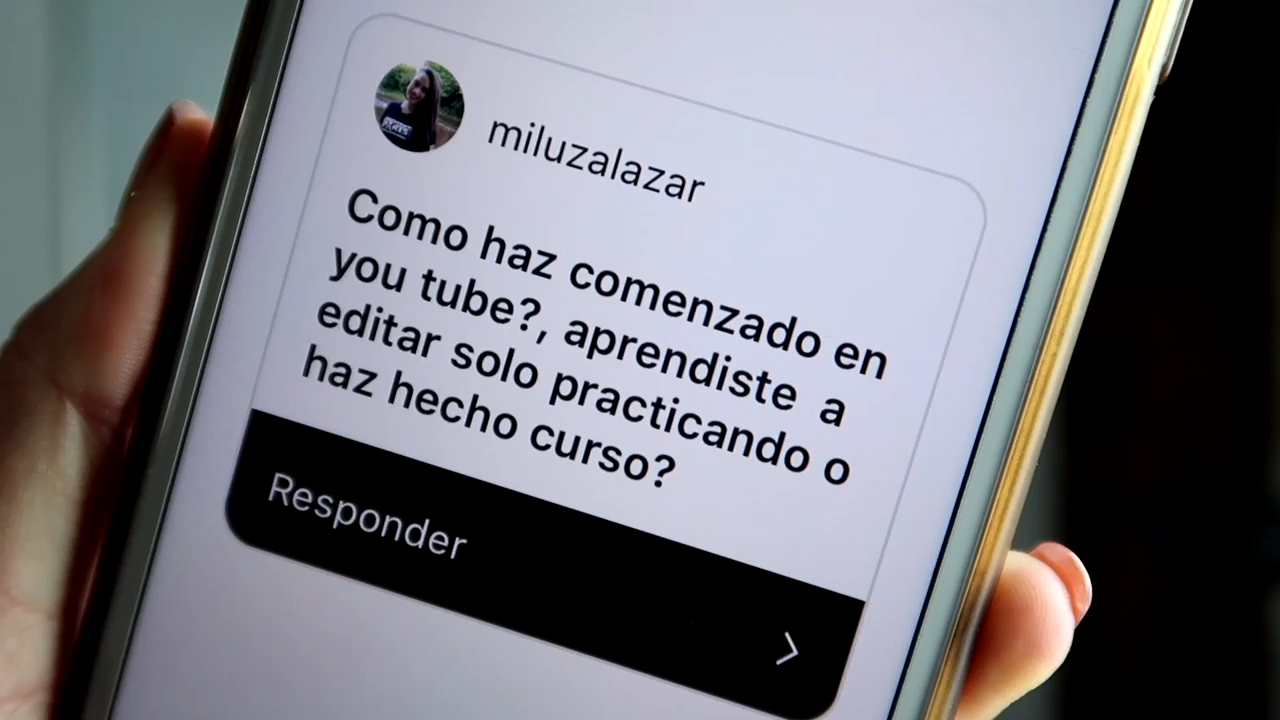 miluzalazar
Como haz comenzado en
you tube?, aprendiste a
editar solo practicando o
haz hecho curso?
Responder